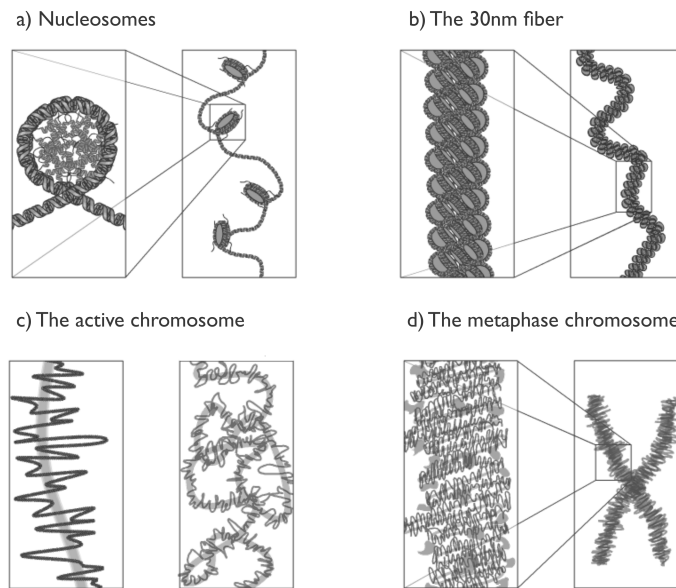 a) Nucleosomes
b) The 30nm fiber
c) The active chromosome
d) The metaphase chromosome